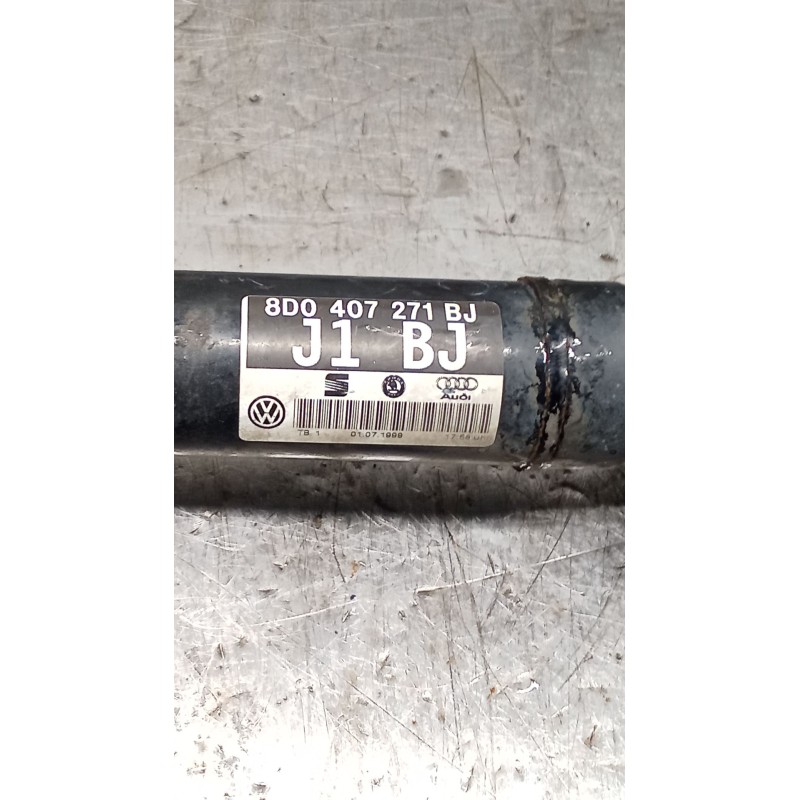 8D0 407 271 BJ
J1 BJ
Audi
TB. 1 01.07.1999